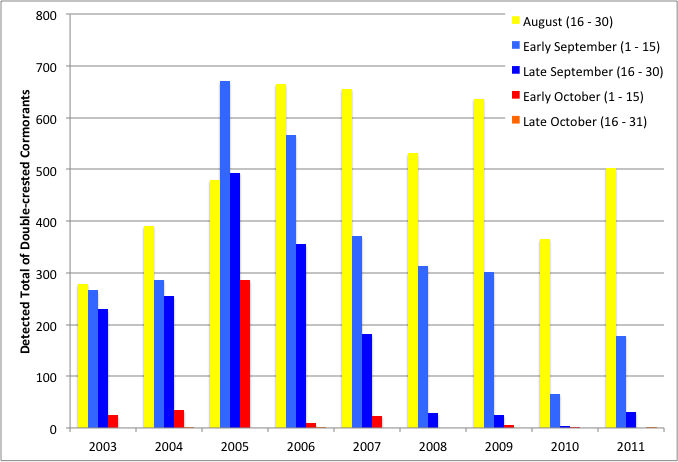 Detected Total of Double-crested Cormorants
800
700
600
500
400
300
200
100
0
2003 2004 2005 2006 2007 2008 2009 2010 2011
August (16 - 30)
Early September (1 - 15)
Late September (16 - 30)
Early October (1 - 15)
Late October (16 - 31)